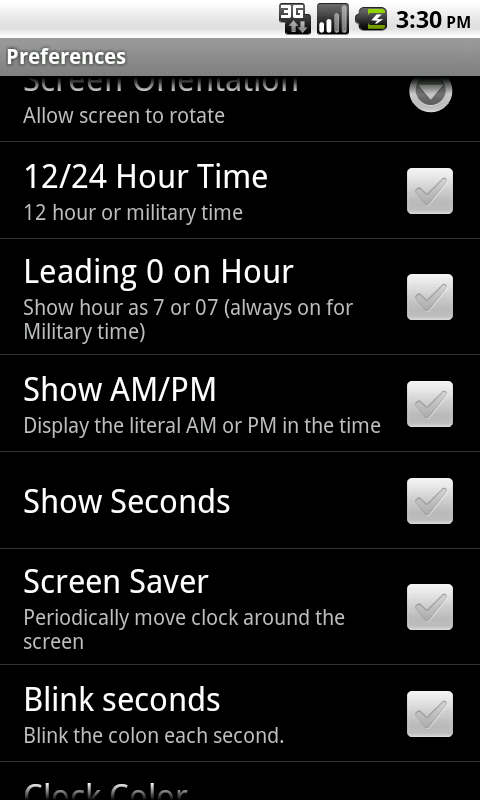 3G 3:30 PM
Preferences
Screen Orientation
Allow screen to rotate
12/24 Hour Time
12 hour or military time
Leading 0 on Hour
Show hour as 7 or 07 (always on for
Military time)
Show AM/PM
Display the literal AM or PM in the time
Show Seconds
Screen Saver
Periodically move clock around the
screen
Blink seconds
Blink the colon each second.
Clock Color